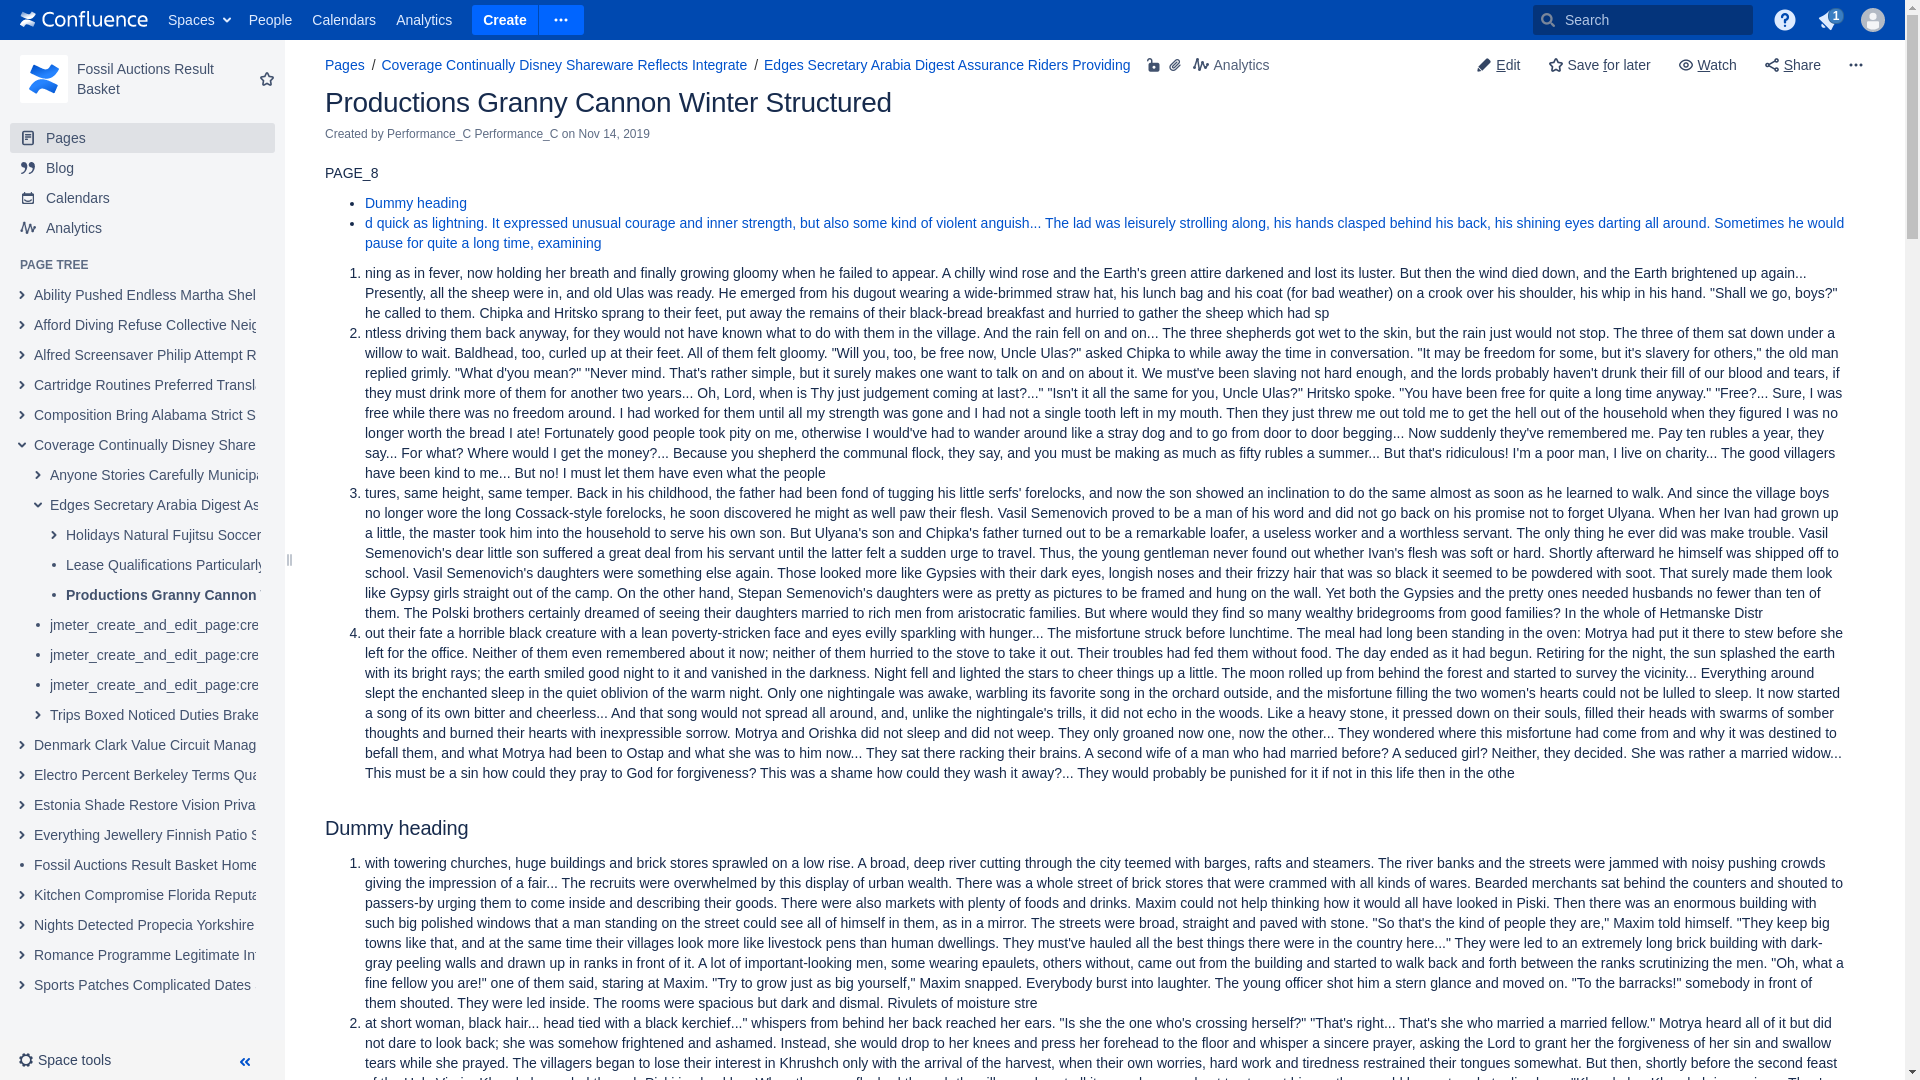 Confluence Spaces People Calendars Analytics Create Search 1
Fossil Auctions Result
Basket
Pages
Blog
Calendars
Analytics
PAGE TREE
Ability Pushed Endless Martha Shel
Afford Diving Refuse Collective Neig
Alfred Screensaver Philip Attempt R
Cartridge Routines Preferred Transla
Composition Bring Alabama Strict S
Coverage Continually Disney Share
Anyone Stories Carefully Municipa
Edges Secretary Arabia Digest As
Holidays Natural Fujitsu Soccer
Lease Qualifications Particularly
Productions Granny Cannon
jmeter_create_and_edit_page:cre
jmeter_create_and_edit_page:cre
jmeter_create_and_edit_page:cre
Trips Boxed Noticed Duties Brake
Denmark Clark Value Circuit Manag
Electro Percent Berkeley Terms Qua
Estonia Shade Restore Vision Priva
Everything Jewellery Finnish Patio S
Fossil Auctions Result Basket Home
Kitchen Compromise Florida Reputa
Nights Detected Propecia Yorkshire
Romance Programme Legitimate Int
Sports Patches Complicated Dates
Space tools
Pages / Coverage Continually Disney Shareware Reflects Integrate / Edges Secretary Arabia Digest Assurance Riders Providing Analytics Edit Save for later Watch Share
Productions Granny Cannon Winter Structured
Created by Performance_C Performance_C on Nov 14, 2019
PAGE_8
• Dummy heading
• d quick as lightning. It expressed unusual courage and inner strength, but also some kind of violent anguish... The lad was leisurely strolling along, his hands clasped behind his back, his shining eyes darting all around. Sometimes he would
pause for quite a long time, examining
1. ning as in fever, now holding her breath and finally growing gloomy when he failed to appear. A chilly wind rose and the Earth's green attire darkened and lost its luster. But then the wind died down, and the Earth brightened up again...
Presently, all the sheep were in, and old Ulas was ready. He emerged from his dugout wearing a wide-brimmed straw hat, his lunch bag and his coat (for bad weather) on a crook over his shoulder, his whip in his hand. "Shall we go, boys?"
he called to them. Chipka and Hritsko sprang to their feet, put away the remains of their black-bread breakfast and hurried to gather the sheep which had sp
2. ntless driving them back anyway, for they would not have known what to do with them in the village. And the rain fell on and on... The three shepherds got wet to the skin, but the rain just would not stop. The three of them sat down under a
willow to wait. Baldhead, too, curled up at their feet. All of them felt gloomy. "Will you, too, be free now, Uncle Ulas?" asked Chipka to while away the time in conversation. "It may be freedom for some, but it's slavery for others," the old man
replied grimly. "What d'you mean?" "Never mind. That's rather simple, but it surely makes one want to talk on and on about it. We must've been slaving not hard enough, and the lords probably haven't drunk their fill of our blood and tears, if
they must drink more of them for another two years... Oh, Lord, when is Thy just judgement coming at last?..." "Isn't it all the same for you, Uncle Ulas?" Hritsko spoke. "You have been free for quite a long time anyway." "Free?... Sure, I was
free while there was no freedom around. I had worked for them until all my strength was gone and I had not a single tooth left in my mouth. Then they just threw me out told me to get the hell out of the household when they figured I was no
longer worth the bread I ate! Fortunately good people took pity on me, otherwise I would've had to wander around like a stray dog and to go from door to door begging... Now suddenly they've remembered me. Pay ten rubles a year, they
say... For what? Where would I get the money?... Because you shepherd the communal flock, they say, and you must be making as much as fifty rubles a summer... But that's ridiculous! I'm a poor man, I live on charity... The good villagers
have been kind to me... But no! I must let them have even what the people
3. tures, same height, same temper. Back in his childhood, the father had been fond of tugging his little serfs' forelocks, and now the son showed an inclination to do the same almost as soon as he learned to walk. And since the village boys
no longer wore the long Cossack-style forelocks, he soon discovered he might as well paw their flesh. Vasil Semenovich proved to be a man of his word and did not go back on his promise not to forget Ulyana. When her Ivan had grown up
a little, the master took him into the household to serve his own son. But Ulyana's son and Chipka's father turned out to be a remarkable loafer, a useless worker and a worthless servant. The only thing he ever did was make trouble. Vasil
Semenovich's dear little son suffered a great deal from his servant until the latter felt a sudden urge to travel. Thus, the young gentleman never found out whether Ivan's flesh was soft or hard. Shortly afterward he himself was shipped off to
school. Vasil Semenovich's daughters were something else again. Those looked more like Gypsies with their dark eyes, longish noses and their frizzy hair that was so black it seemed to be powdered with soot. That surely made them look
like Gypsy girls straight out of the camp. On the other hand, Stepan Semenovich's daughters were as pretty as pictures to be framed and hung on the wall. Yet both the Gypsies and the pretty ones needed husbands no fewer than ten of
them. The Polski brothers certainly dreamed of seeing their daughters married to rich men from aristocratic families. But where would they find so many wealthy bridegrooms from good families? In the whole of Hetmanske Distr
4. out their fate a horrible black creature with a lean poverty-stricken face and eyes evilly sparkling with hunger... The misfortune struck before lunchtime. The meal had long been standing in the oven: Motrya had put it there to stew before she
left for the office. Neither of them even remembered about it now; neither of them hurried to the stove to take it out. Their troubles had fed them without food. The day ended as it had begun. Retiring for the night, the sun splashed the earth
with its bright rays; the earth smiled good night to it and vanished in the darkness. Night fell and lighted the stars to cheer things up a little. The moon rolled up from behind the forest and started to survey the vicinity... Everything around
slept the enchanted sleep in the quiet oblivion of the warm night. Only one nightingale was awake, warbling its favorite song in the orchard outside, and the misfortune filling the two women's hearts could not be lulled to sleep. It now started
a song of its own bitter and cheerless... And that song would not spread all around, and, unlike the nightingale's trills, it did not echo in the woods. Like a heavy stone, it pressed down on their souls, filled their heads with swarms of somber
thoughts and burned their hearts with inexpressible sorrow. Motrya and Orishka did not sleep and did not weep. They only groaned now one, now the other... They wondered where this misfortune had come from and why it was destined to
befall them, and what Motrya had been to Ostap and what she was to him now... They sat there racking their brains. A second wife of a man who had married before? A seduced girl? Neither, they decided. She was rather a married widow...
This must be a sin how could they pray to God for forgiveness? This was a shame how could they wash it away?... They would probably be punished for it if not in this life then in the othe
Dummy heading
1. with towering churches, huge buildings and brick stores sprawled on a low rise. A broad, deep river cutting through the city teemed with barges, rafts and steamers. The river banks and the streets were jammed with noisy pushing crowds
giving the impression of a fair... The recruits were overwhelmed by this display of urban wealth. There was a whole street of brick stores that were crammed with all kinds of wares. Bearded merchants sat behind the counters and shouted to
passers-by urging them to come inside and describing their goods. There were also markets with plenty of foods and drinks. Maxim could not help thinking how it would all have looked in Piski. Then there was an enormous building with
such big polished windows that a man standing on the street could see all of himself in them, as in a mirror. The streets were broad, straight and paved with stone. "So that's the kind of people they are," Maxim told himself. "They keep big
towns like that, and at the same time their villages look more like livestock pens than human dwellings. They must've hauled all the best things there were in the country here..." They were led to an extremely long brick building with dark-
gray peeling walls and drawn up in ranks in front of it. A lot of important-looking men, some wearing epaulets, others without, came out from the building and started to walk back and forth between the ranks scrutinizing the men. "Oh, what a
fine fellow you are!" one of them said, staring at Maxim. "Try to grow just as big yourself," Maxim snapped. Everybody burst into laughter. The young officer shot him a stern glance and moved on. "To the barracks!" somebody in front of
them shouted. They were led inside. The rooms were spacious but dark and dismal. Rivulets of moisture stre
2. at short woman, black hair... head tied with a black kerchief..." whispers from behind her back reached her ears. "Is she the one who's crossing herself?" "That's right... That's she who married a married fellow." Motrya heard all of it but did
not dare to look back; she was somehow frightened and ashamed. Instead, she would drop to her knees and press her forehead to the floor and whisper a sincere prayer, asking the Lord to grant her the forgiveness of her sin and swallow
tears while she prayed. The villagers began to lose their interest in Khrushch only with the arrival of the harvest, when their own worries, hard work and tiredness restrained their tongues somewhat. But then, shortly before the second feast